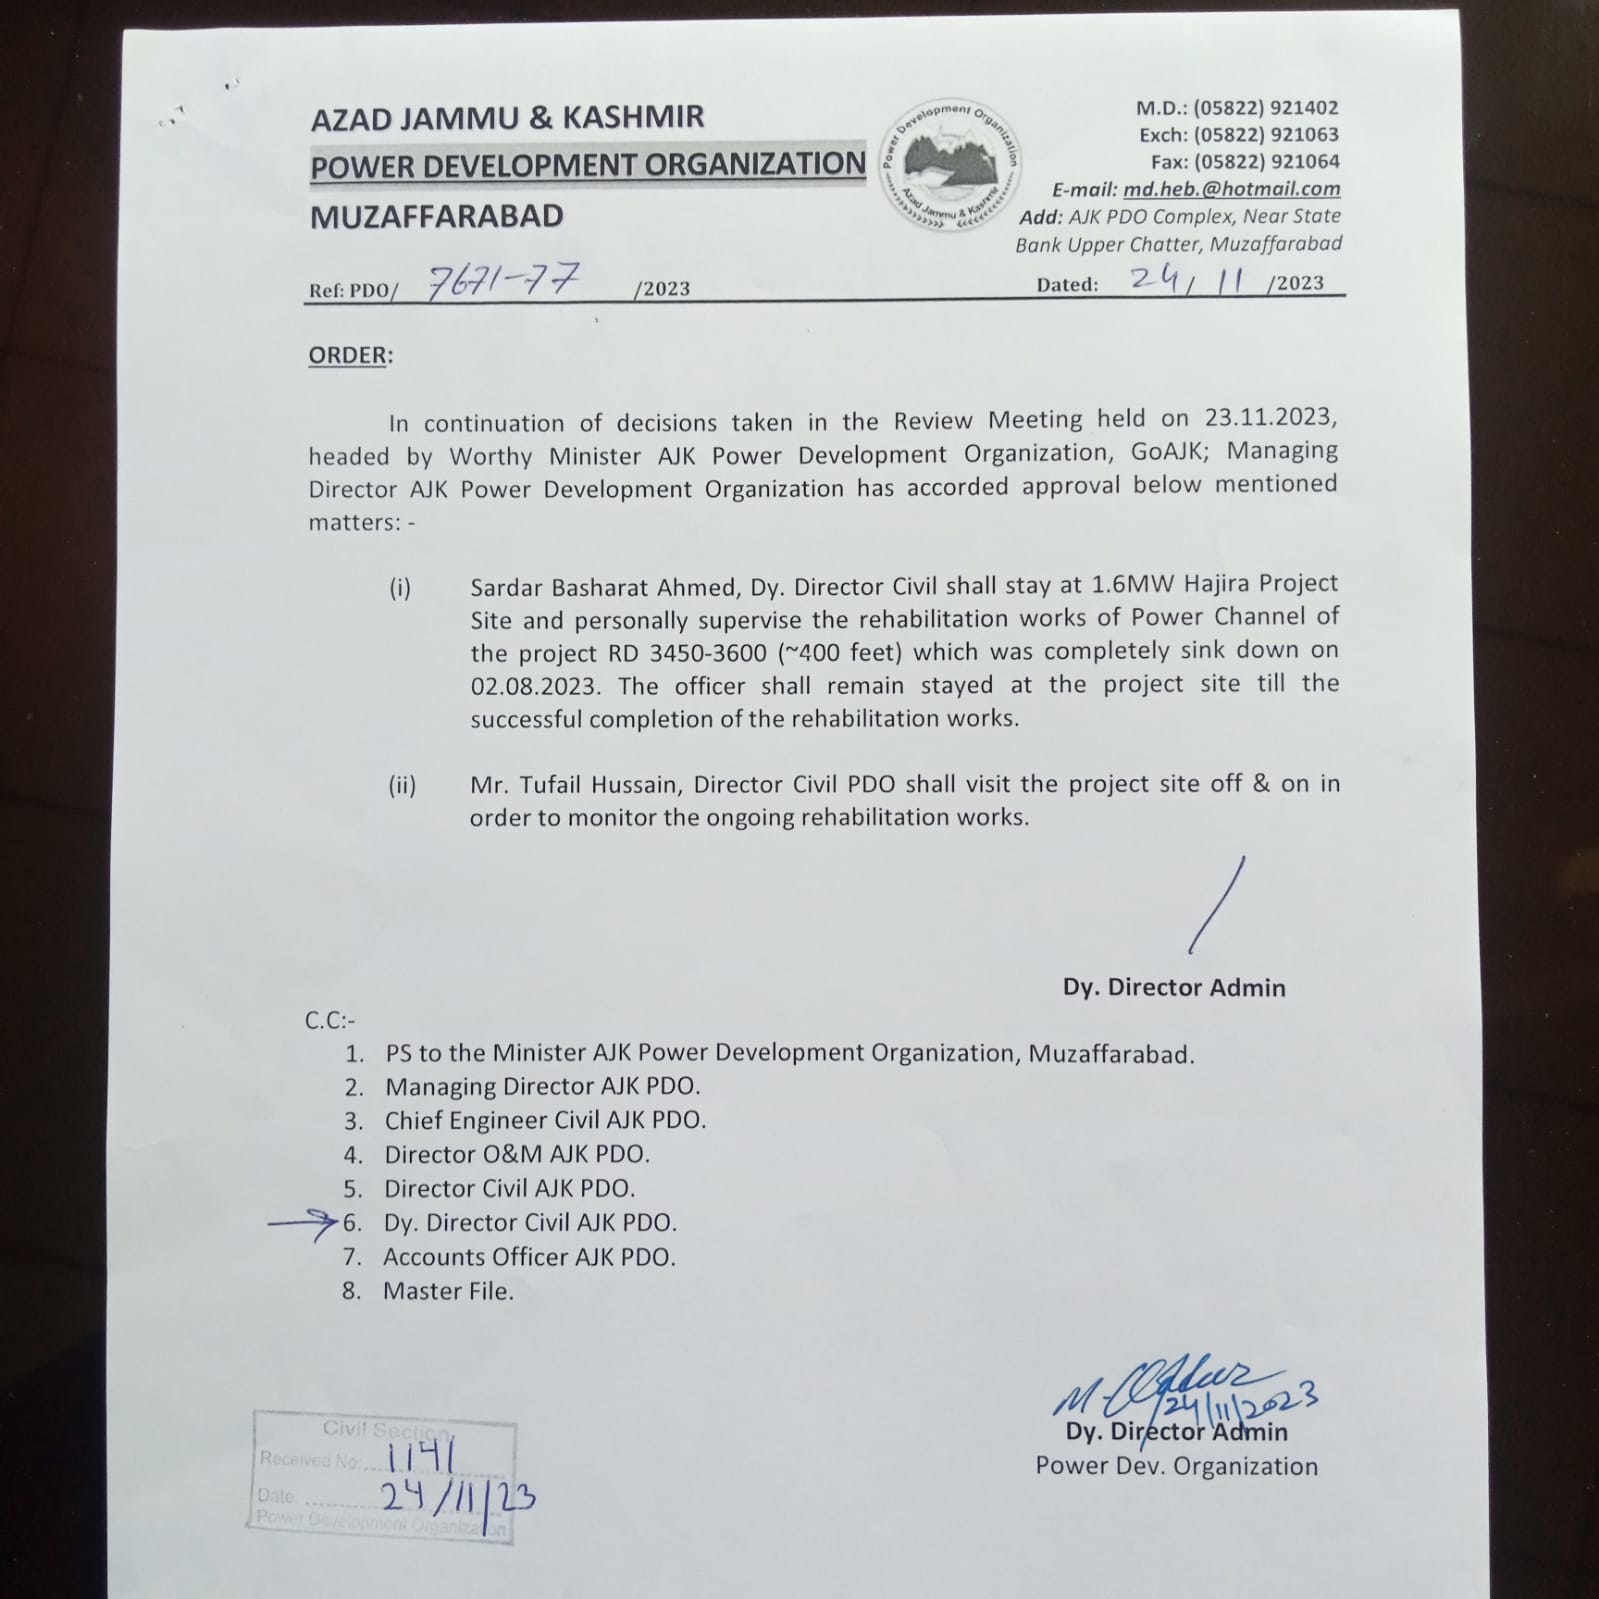 AZAD JAMMU & KASHMIR
POWER DEVELOPMENT ORGANIZATION
MUZAFFARABAD
Power Development Organization
Azad Jammu & Kashmir
M.D.: (05822) 921402
Exch: (05822) 921063
Fax: (05822) 921064
E-mail: md.heb.@hotmail.com
Add: AJK PDO Complex, Near State
Bank Upper Chatter, Muzaffarabad
Ref: PDO/ 7671-77 /2023
Dated: 24/ 11 /2023
ORDER:
In continuation of decisions taken in the Review Meeting held on 23.11.2023,
headed by Worthy Minister AJK Power Development Organization, GoAJK; Managing
Director AJK Power Development Organization has accorded approval below mentioned
matters: -
(i) Sardar Basharat Ahmed, Dy. Director Civil shall stay at 1.6MW Hajira Project
Site and personally supervise the rehabilitation works of Power Channel of
the project RD 3450-3600 (~400 feet) which was completely sink down on
02.08.2023. The officer shall remain stayed at the project site till the
successful completion of the rehabilitation works.
(ii) Mr. Tufail Hussain, Director Civil PDO shall visit the project site off & on in
order to monitor the ongoing rehabilitation works.
Dy. Director Admin
C.C:-
1. PS to the Minister AJK Power Development Organization, Muzaffarabad.
2. Managing Director AJK PDO.
3. Chief Engineer Civil AJK PDO.
4. Director O&M AJK PDO.
5. Director Civil AJK PDO.
6. Dy. Director Civil AJK PDO.
7. Accounts Officer AJK PDO.
8. Master File.
24/11/2023
Dy. Director Admin
Power Dev. Organization
Civil Section
Received No: 1141
Date 24/11/23
Power Development Organization